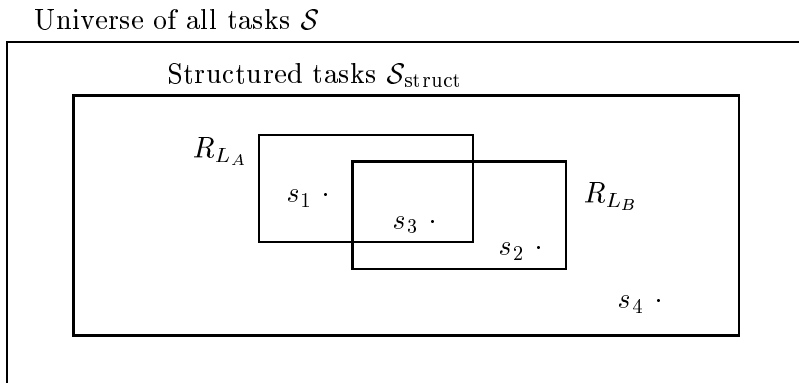 Universe of all tasks 𝒮
Structured tasks 𝒮_struct
R_{L_A}
s_1 ·
R_{L_B}
s_3 ·
s_2 ·
s_4 ·